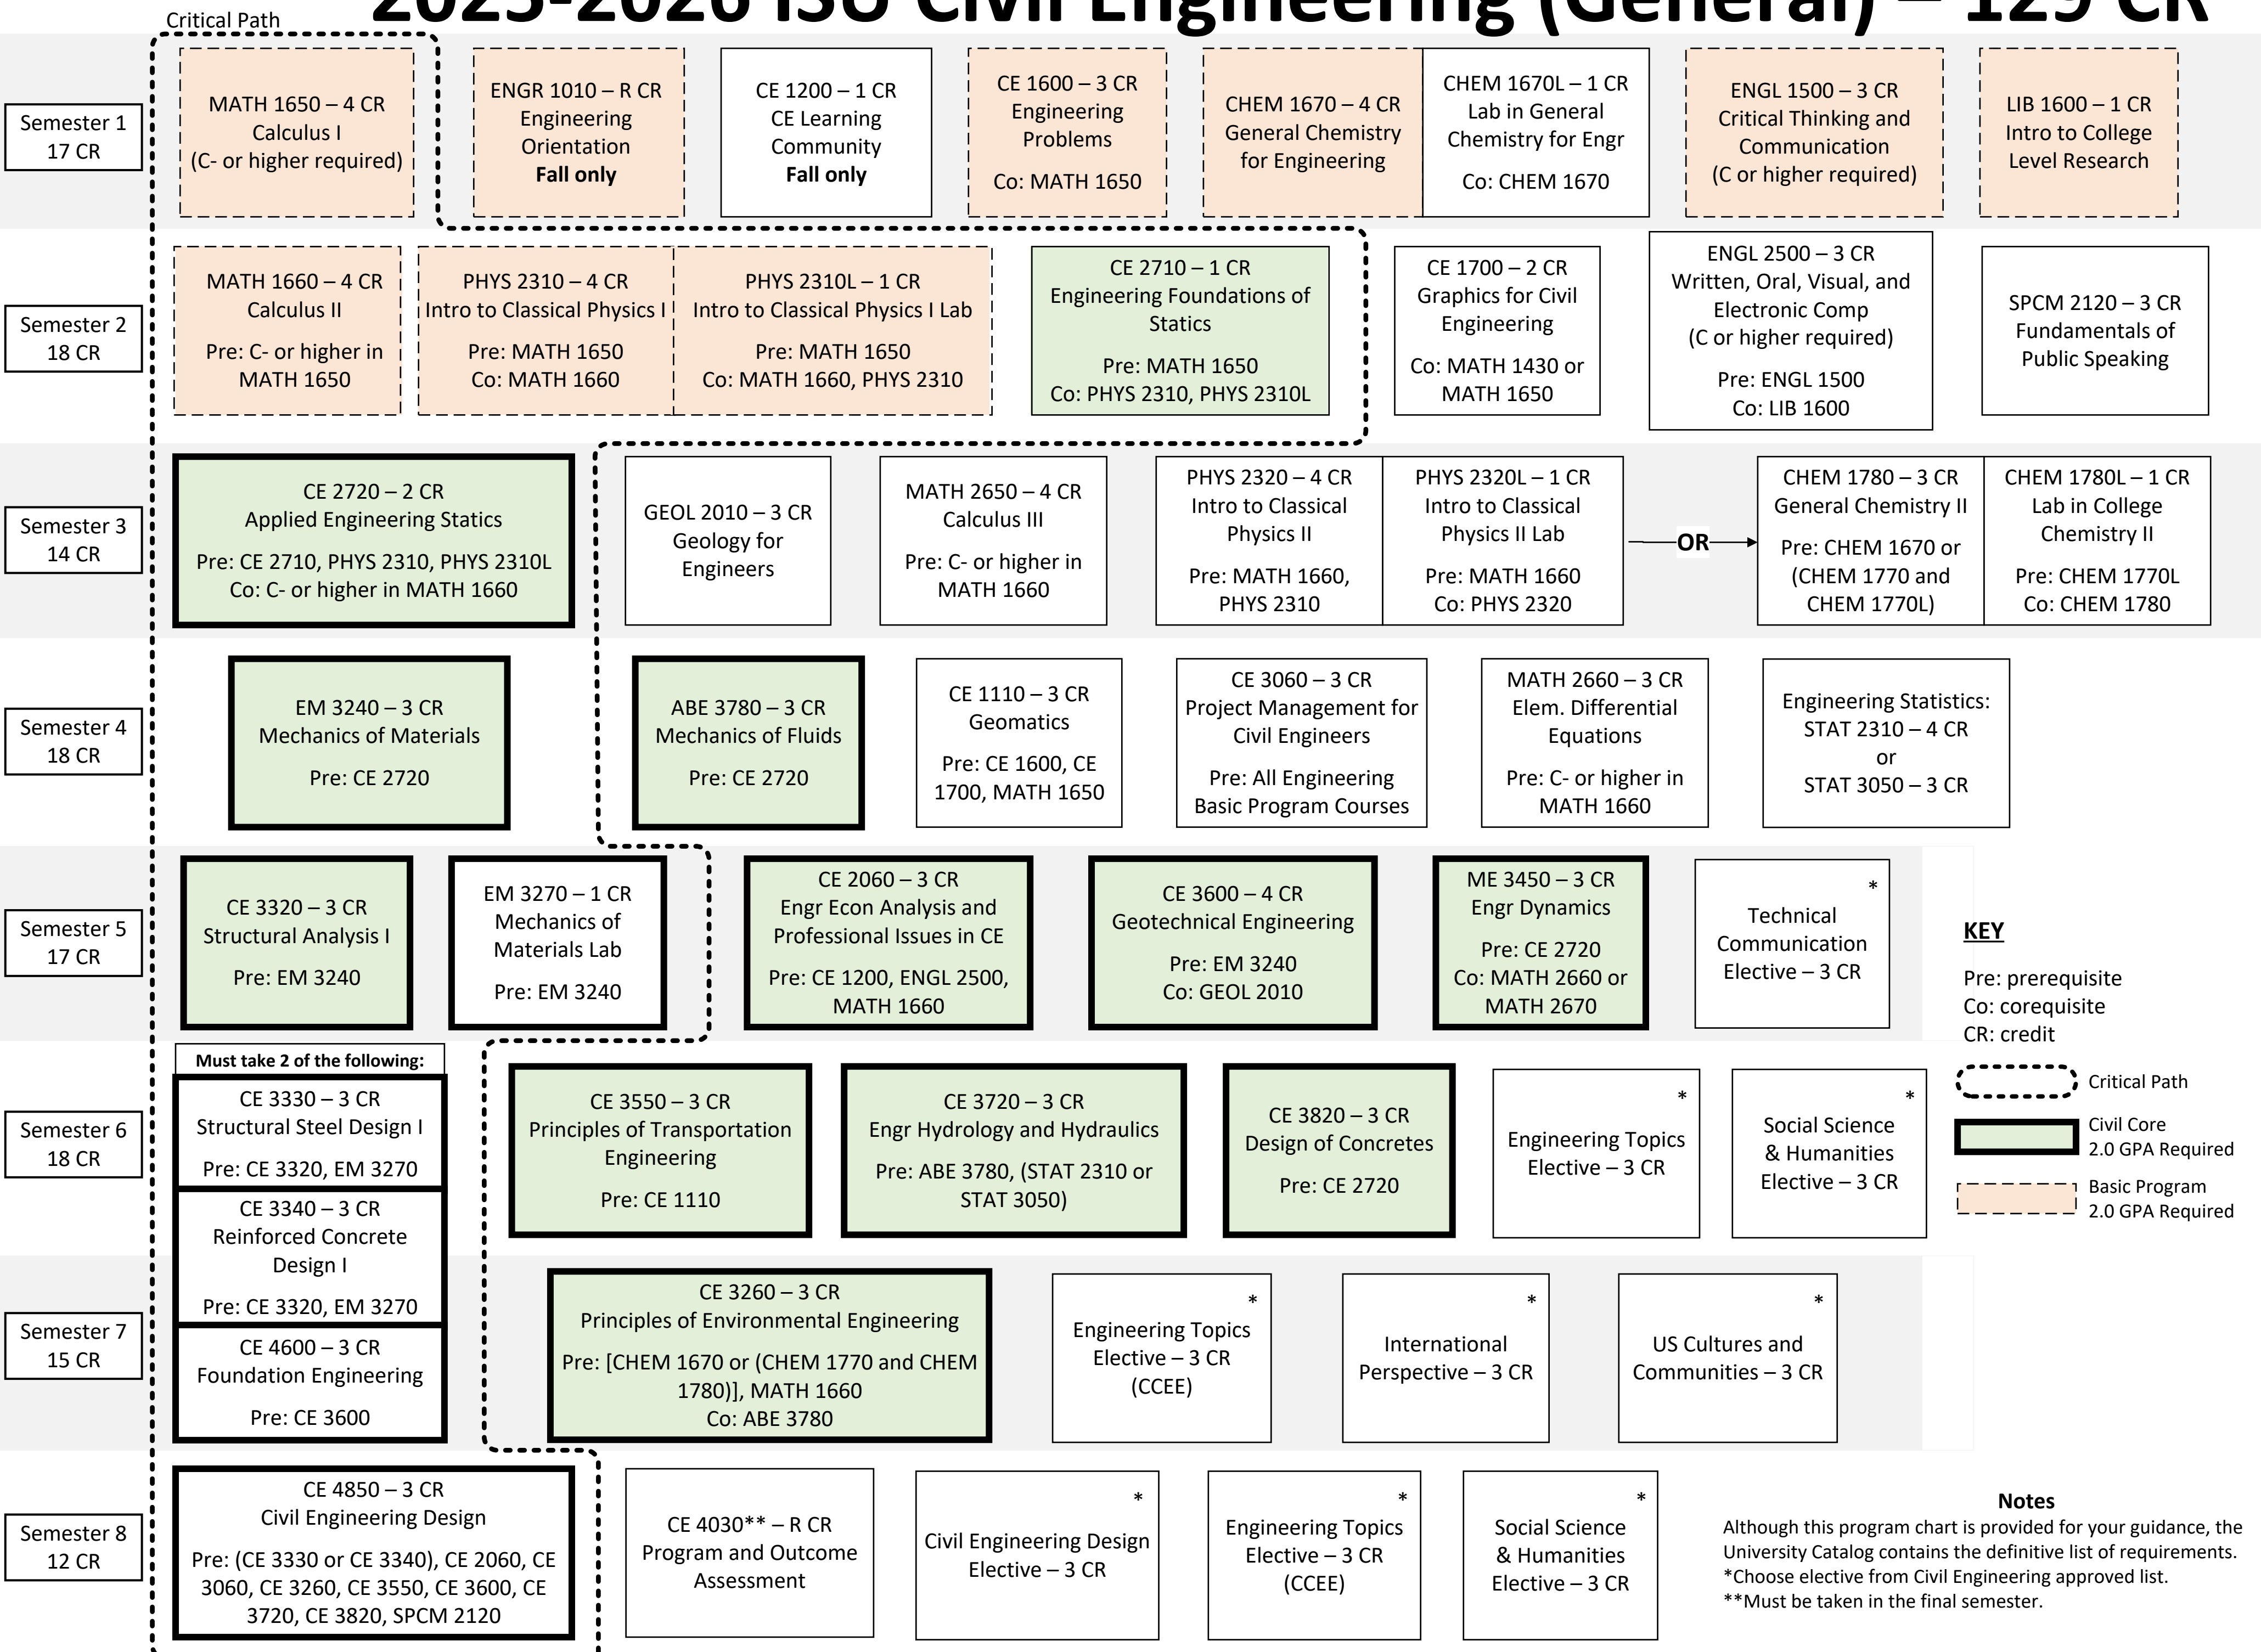 2025-2026 ISU Civil Engineering (General) – 129 CR
Critical Path
Semester 1
17 CR
MATH 1650 – 4 CR
Calculus I
(C- or higher required)
ENGR 1010 – R CR
Engineering
Orientation
Fall only
CE 1200 – 1 CR
CE Learning
Community
Fall only
CE 1600 – 3 CR
Engineering
Problems
Co: MATH 1650
CHEM 1670 – 4 CR
General Chemistry
for Engineering
CHEM 1670L – 1 CR
Lab in General
Chemistry for Engr
Co: CHEM 1670
ENGL 1500 – 3 CR
Critical Thinking and
Communication
(C or higher required)
LIB 1600 – 1 CR
Intro to College
Level Research
Semester 2
18 CR
MATH 1660 – 4 CR
Calculus II
Pre: C- or higher in
MATH 1650
PHYS 2310 – 4 CR
Intro to Classical Physics I
Pre: MATH 1650
Co: MATH 1660
PHYS 2310L – 1 CR
Intro to Classical Physics I Lab
Pre: MATH 1650
Co: MATH 1660, PHYS 2310
CE 2710 – 1 CR
Engineering Foundations of
Statics
Pre: MATH 1650
Co: PHYS 2310, PHYS 2310L
CE 1700 – 2 CR
Graphics for Civil
Engineering
Co: MATH 1430 or
MATH 1650
ENGL 2500 – 3 CR
Written, Oral, Visual, and
Electronic Comp
(C or higher required)
Pre: ENGL 1500
Co: LIB 1600
SPCM 2120 – 3 CR
Fundamentals of
Public Speaking
Semester 3
14 CR
CE 2720 – 2 CR
Applied Engineering Statics
Pre: CE 2710, PHYS 2310, PHYS 2310L
Co: C- or higher in MATH 1660
GEOL 2010 – 3 CR
Geology for
Engineers
MATH 2650 – 4 CR
Calculus III
Pre: C- or higher in
MATH 1660
PHYS 2320 – 4 CR
Intro to Classical
Physics II
Pre: MATH 1660,
PHYS 2310
PHYS 2320L – 1 CR
Intro to Classical
Physics II Lab
Pre: MATH 1660
Co: PHYS 2320
OR
CHEM 1780 – 3 CR
General Chemistry II
Pre: CHEM 1670 or
(CHEM 1770 and
CHEM 1770L)
CHEM 1780L – 1 CR
Lab in College
Chemistry II
Pre: CHEM 1770L
Co: CHEM 1780
Semester 4
18 CR
EM 3240 – 3 CR
Mechanics of Materials
Pre: CE 2720
ABE 3780 – 3 CR
Mechanics of Fluids
Pre: CE 2720
CE 1110 – 3 CR
Geomatics
Pre: CE 1600, CE
1700, MATH 1650
CE 3060 – 3 CR
Project Management for
Civil Engineers
Pre: All Engineering
Basic Program Courses
MATH 2660 – 3 CR
Elem. Differential
Equations
Pre: C- or higher in
MATH 1660
Engineering Statistics:
STAT 2310 – 4 CR
or
STAT 3050 – 3 CR
Semester 5
17 CR
CE 3320 – 3 CR
Structural Analysis I
Pre: EM 3240
EM 3270 – 1 CR
Mechanics of
Materials Lab
Pre: EM 3240
CE 2060 – 3 CR
Engr Econ Analysis and
Professional Issues in CE
Pre: CE 1200, ENGL 2500,
MATH 1660
CE 3600 – 4 CR
Geotechnical Engineering
Pre: EM 3240
Co: GEOL 2010
ME 3450 – 3 CR
Engr Dynamics
Pre: CE 2720
Co: MATH 2660 or
MATH 2670
*
Technical
Communication
Elective – 3 CR
KEY
Pre: prerequisite
Co: corequisite
CR: credit
Critical Path
Civil Core
2.0 GPA Required
Basic Program
2.0 GPA Required
Semester 6
18 CR
Must take 2 of the following:
CE 3330 – 3 CR
Structural Steel Design I
Pre: CE 3320, EM 3270
CE 3340 – 3 CR
Reinforced Concrete
Design I
Pre: CE 3320, EM 3270
CE 4600 – 3 CR
Foundation Engineering
Pre: CE 3600
CE 3550 – 3 CR
Principles of Transportation
Engineering
Pre: CE 1110
CE 3720 – 3 CR
Engr Hydrology and Hydraulics
Pre: ABE 3780, (STAT 2310 or
STAT 3050)
CE 3820 – 3 CR
Design of Concretes
Pre: CE 2720
*
Engineering Topics
Elective – 3 CR
*
Social Science
& Humanities
Elective – 3 CR
Semester 7
15 CR
CE 3260 – 3 CR
Principles of Environmental Engineering
Pre: [CHEM 1670 or (CHEM 1770 and CHEM
1780)], MATH 1660
Co: ABE 3780
*
Engineering Topics
Elective – 3 CR
(CCEE)
*
International
Perspective – 3 CR
*
US Cultures and
Communities – 3 CR
Semester 8
12 CR
CE 4850 – 3 CR
Civil Engineering Design
Pre: (CE 3330 or CE 3340), CE 2060, CE
3060, CE 3260, CE 3550, CE 3600, CE
3720, CE 3820, SPCM 2120
CE 4030** – R CR
Program and Outcome
Assessment
*
Civil Engineering Design
Elective – 3 CR
*
Engineering Topics
Elective – 3 CR
(CCEE)
*
Social Science
& Humanities
Elective – 3 CR
Notes
Although this program chart is provided for your guidance, the
University Catalog contains the definitive list of requirements.
*Choose elective from Civil Engineering approved list.
**Must be taken in the final semester.